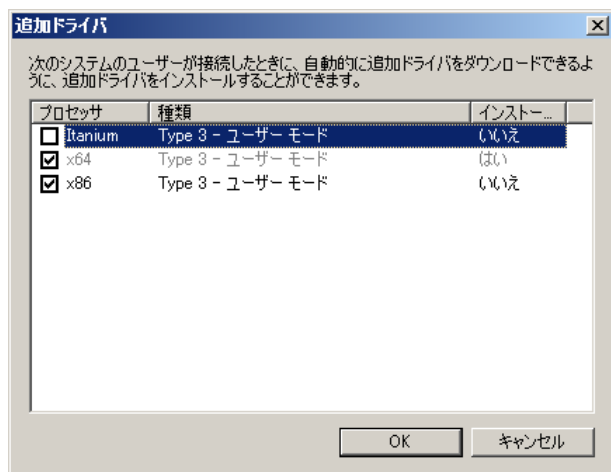 追加ドライバ
次のシステムのユーザーが接続したときに、自動的に追加ドライバをダウンロードできるよ
うに、追加ドライバをインストールすることができます。
プロセッサ 種類 インストー...
Itanium Type 3 - ユーザー モード いいえ
x64 Type 3 - ユーザー モード はい
x86 Type 3 - ユーザー モード いいえ
OK キャンセル